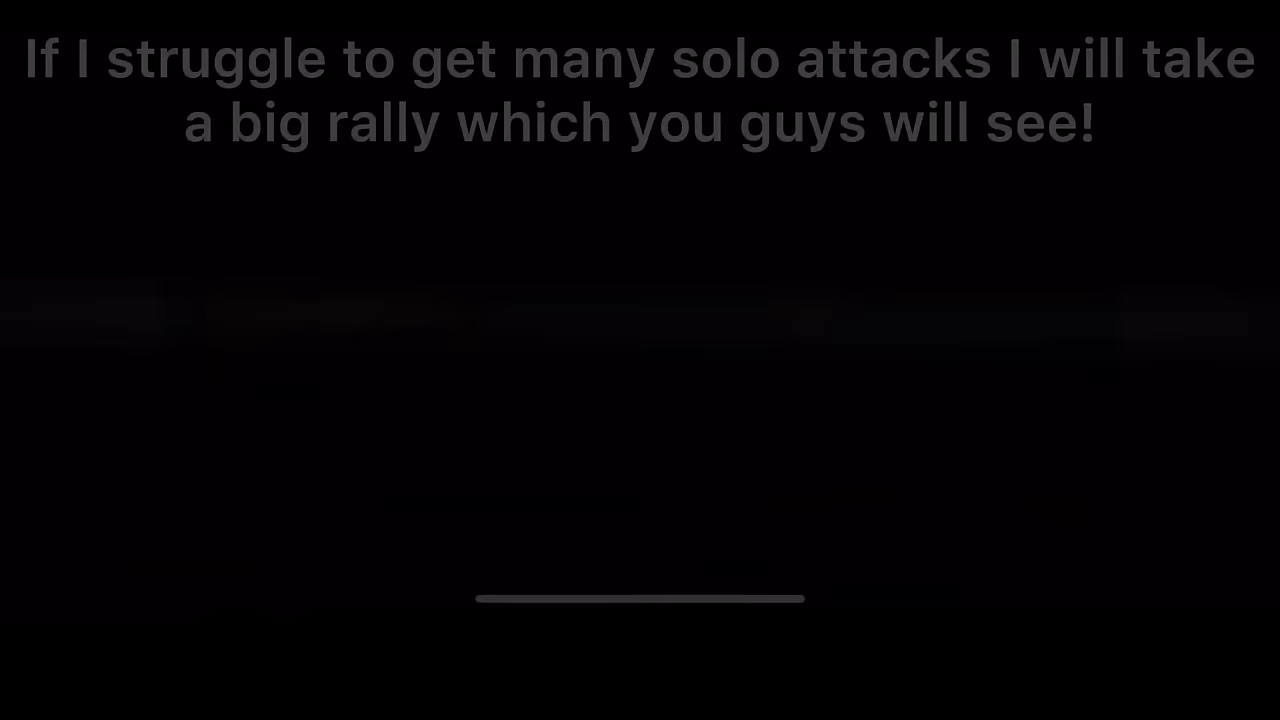 If I struggle to get many solo attacks I will take
a big rally which you guys will see!